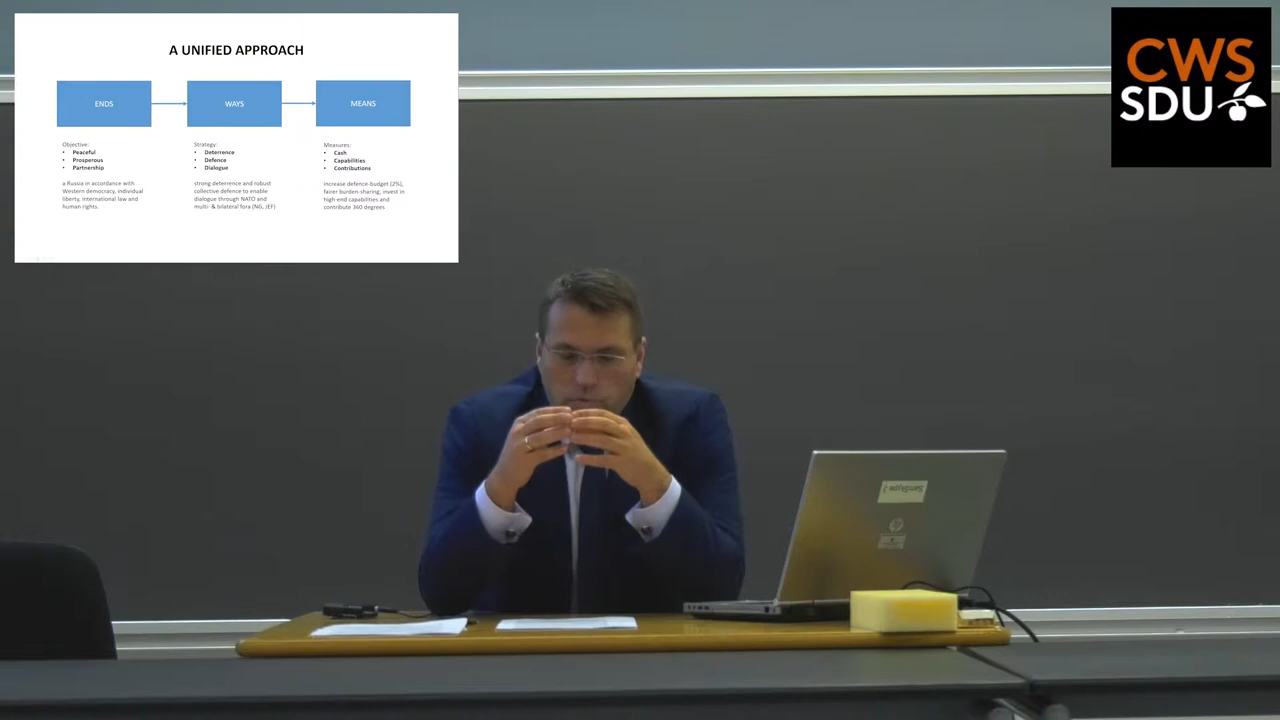 A UNIFIED APPROACH
ENDS
WAYS
MEANS
Objective:
• Peaceful
• Prosperous
• Partnership
a Russia in accordance with
Western democracy, individual
liberty, international law and
human rights.
Strategy:
• Deterrence
• Defence
• Dialogue
strong deterrence and robust
collective defence to enable
dialogue through NATO and
multi- & bilateral fora (NG, JEF)
Measures:
• Cash
• Capabilities
• Contributions
increase defence-budget (2%),
fairer burden-sharing, invest in
high-end capabilities and
contribute 360 degrees
CWS
SDU
hp